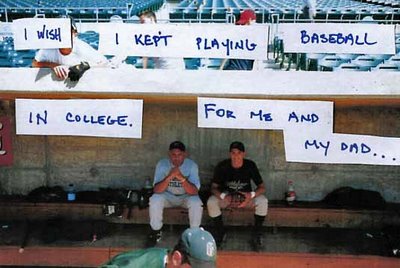 I WISH I KEPT PLAYING BASEBALL
IN COLLEGE. FOR ME AND
MY DAD....